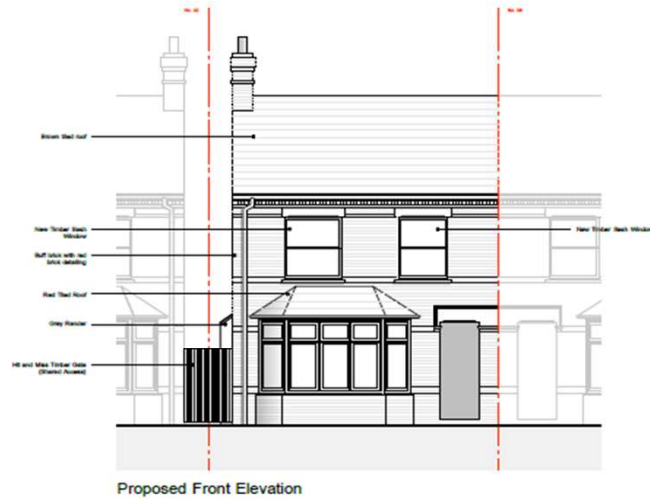 Brown tiled roof
New Timber Sash
Window
New Timber Sash Window
Buff brick with red
brick detailing
Red Tiled Roof
Grey Render
Hit and Miss Timber Gate
(Shared Access)
Proposed Front Elevation